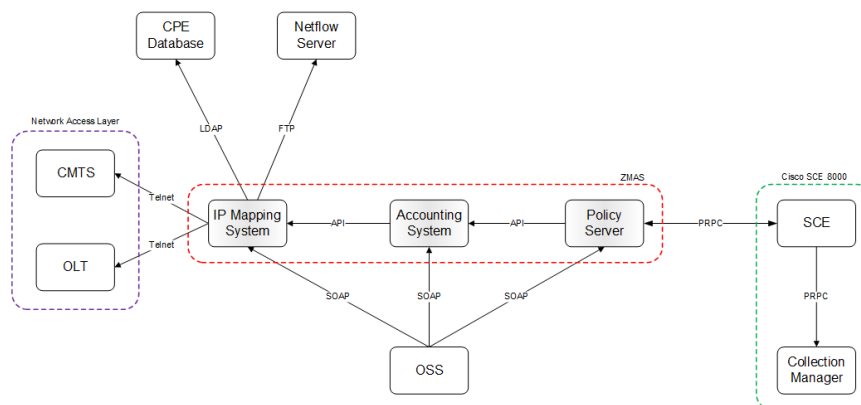 CPE
Database
Netflow
Server
Network Access Layer
LDAP
FTP
CMTS
Telnet
ZMAS
Cisco SCE 8000
IP Mapping
System
API
Accounting
System
API
Policy
Server
PRPC
SCE
Telnet
OLT
SOAP
SOAP
SOAP
PRPC
OSS
Collection
Manager